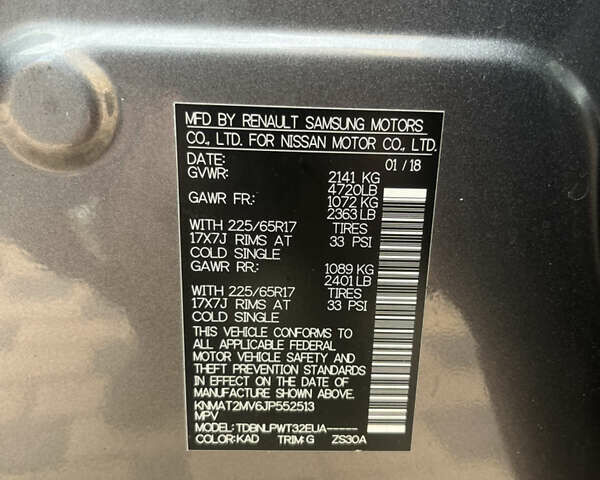 MFD BY RENAULT SAMSUNG MOTORS
CO., LTD. FOR NISSAN MOTOR CO., LTD.
DATE: 01/18
GVWR: 2141 KG
4720LB
GAWR FR: 1072 KG
2363 LB
WITH 225/65R17 TIRES
17X7J RIMS AT 33 PSI
COLD SINGLE
GAWR RR: 1089 KG
2401 LB
WITH 225/65R17 TIRES
17X7J RIMS AT 33 PSI
COLD SINGLE
THIS VEHICLE CONFORMS TO
ALL APPLICABLE FEDERAL
MOTOR VEHICLE SAFETY AND
THEFT PREVENTION STANDARDS
IN EFFECT ON THE DATE OF
MANUFACTURE SHOWN ABOVE.
KNMAT2MV6JP552513
MPV
MODEL: TDBNLPWT32EUA-----
COLOR: KAD TRIM: G ZS30A